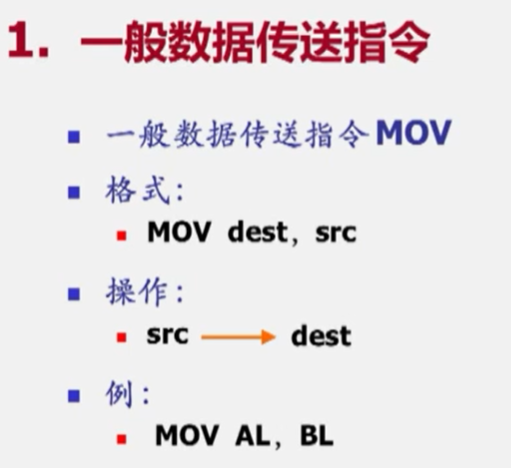 1. 一般数据传送指令
一般数据传送指令MOV
格式：
MOV dest，src
操作：
src → dest
例：
MOV AL，BL